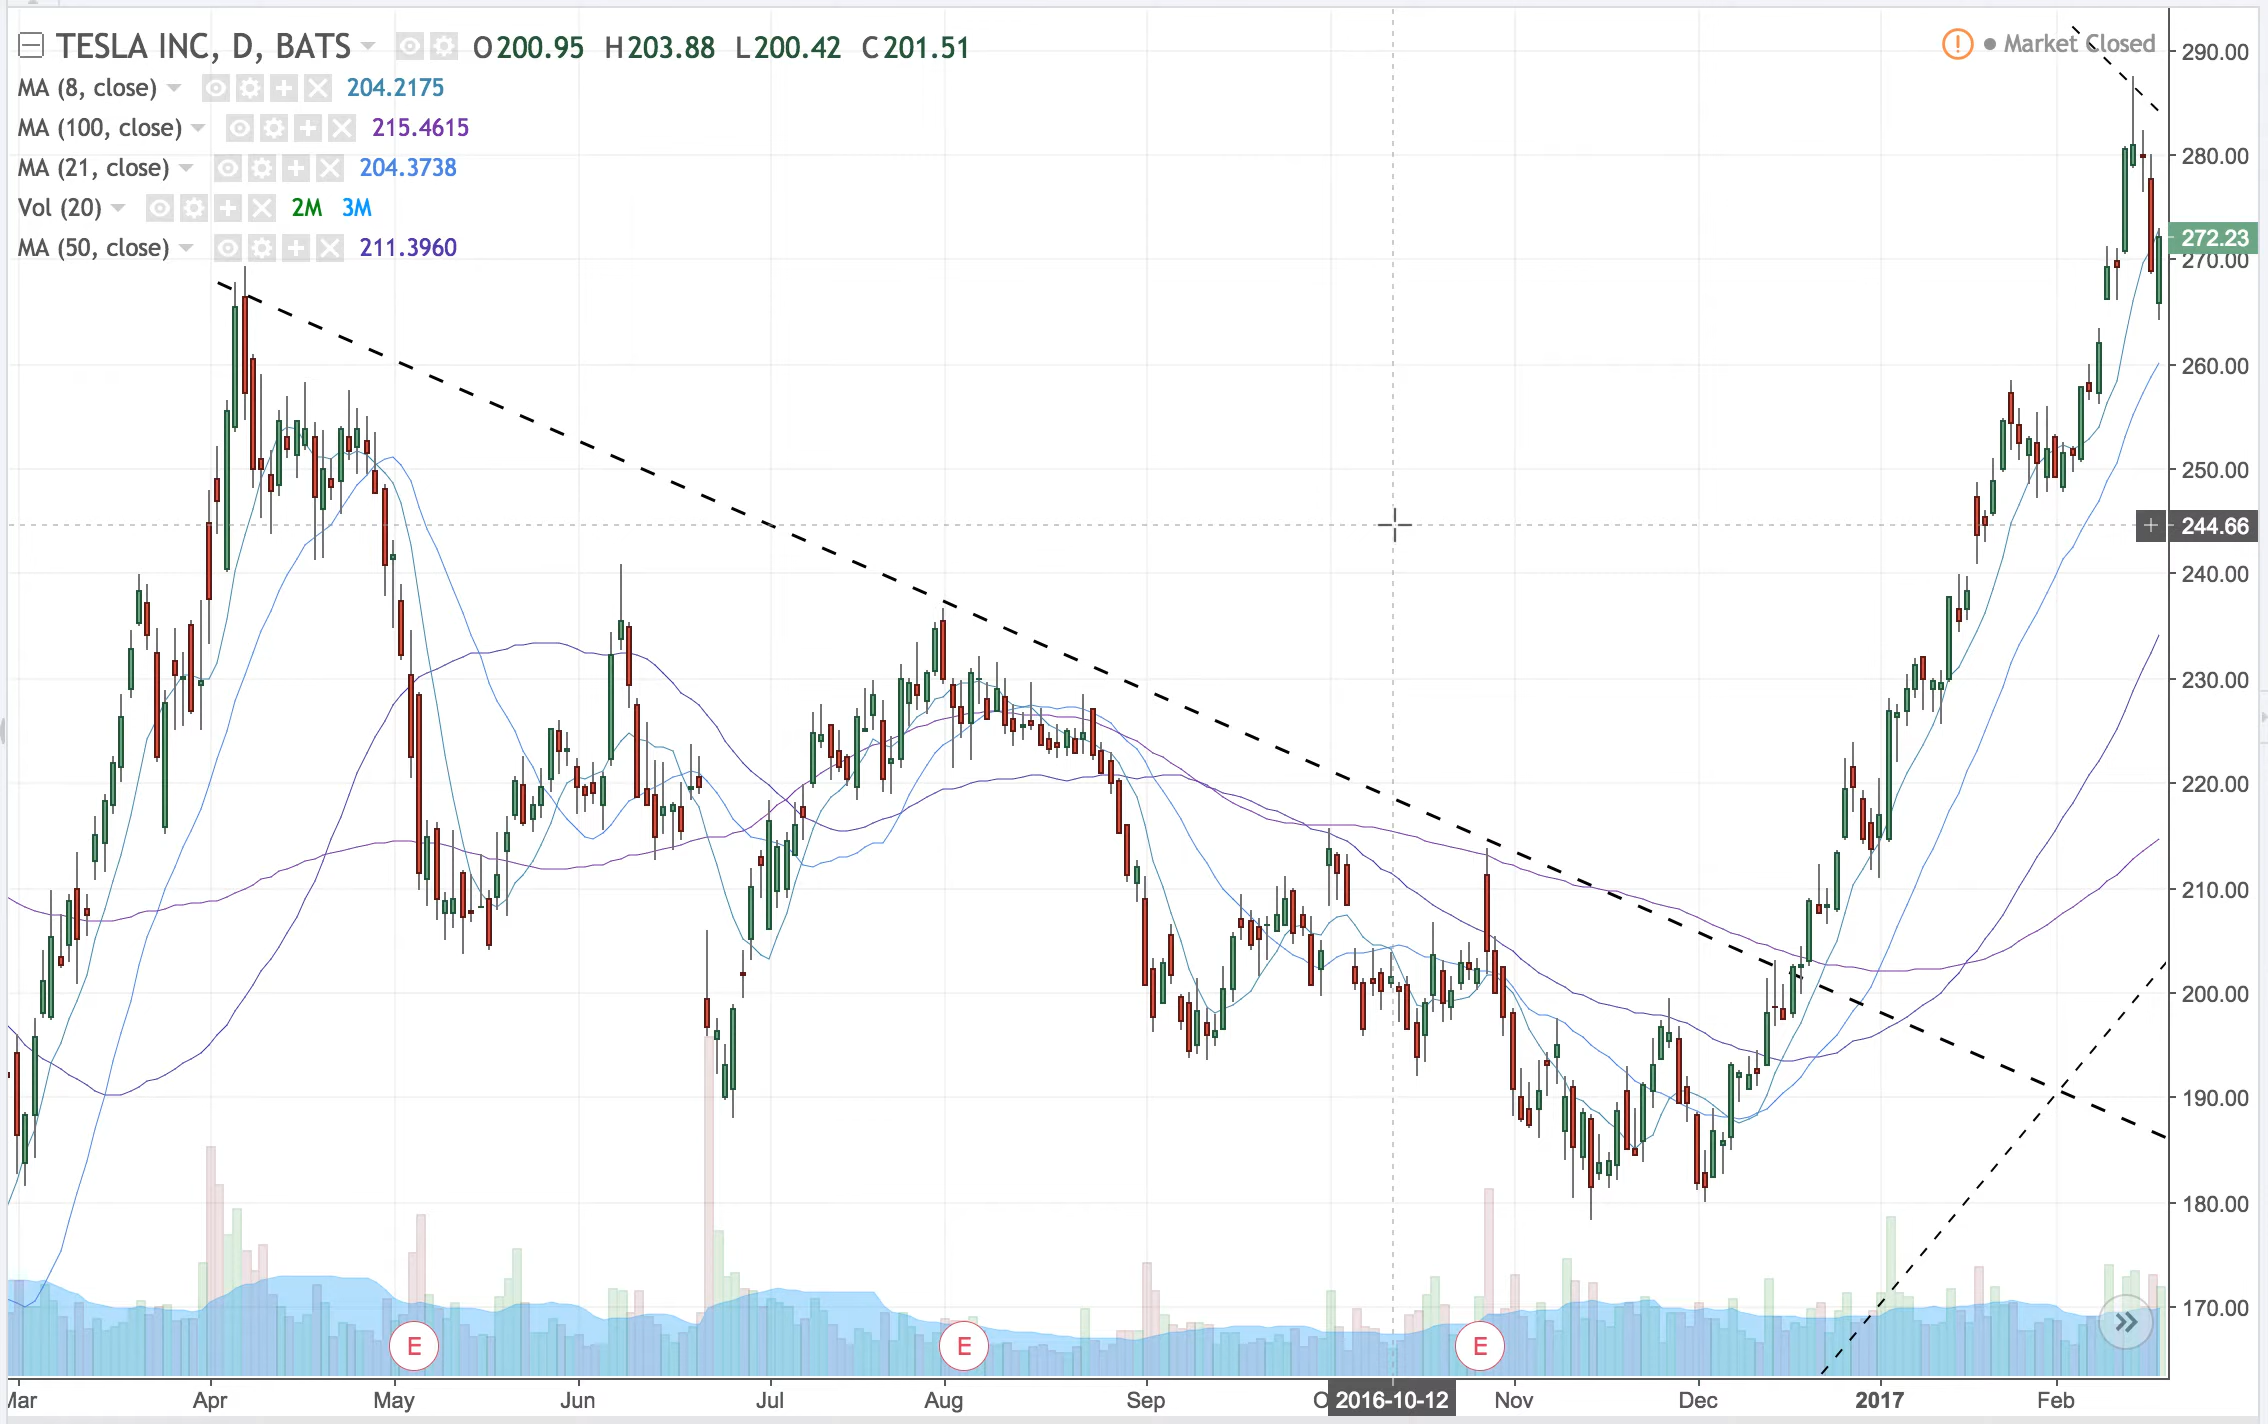 TESLA INC, D, BATS O200.95 H203.88 L200.42 C201.51
Market Closed
MA (8, close) 204.2175
MA (100, close) 215.4615
MA (21, close) 204.3738
Vol (20) 2M 3M
MA (50, close) 211.3960
290.00
280.00
272.23
270.00
260.00
250.00
244.66
240.00
230.00
220.00
210.00
200.00
190.00
180.00
170.00
E E E
Mar Apr May Jun Jul Aug Sep O 2016-10-12 Nov Dec 2017 Feb